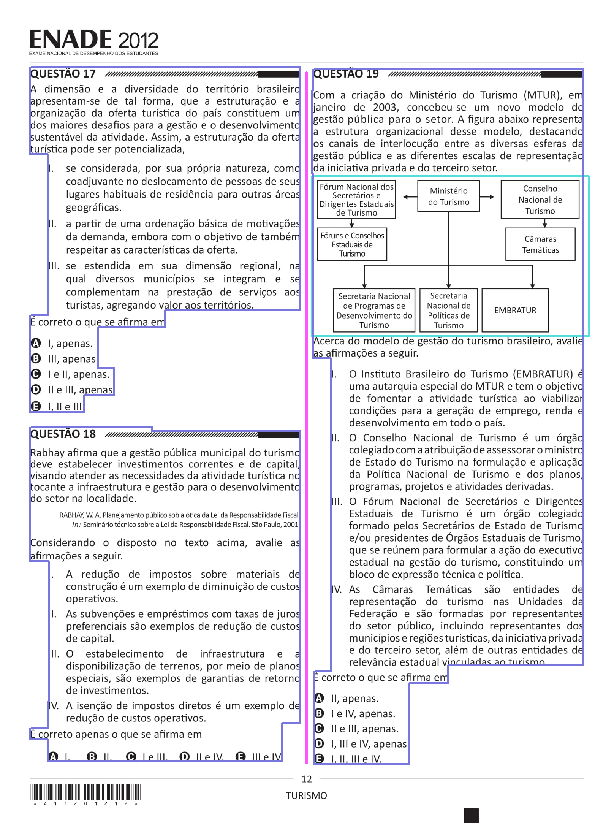 ENADE 2012
EXAME NACIONAL DE DESEMPENHO DOS ESTUDANTES
QUESTÃO 17
A dimensão e a diversidade do território brasileiro
apresentam-se de tal forma, que a estruturação e a
organização da oferta turística do país constituem um
dos maiores desafios para a gestão e o desenvolvimento
sustentável da atividade. Assim, a estruturação da oferta
turística pode ser potencializada,
I. se considerada, por sua própria natureza, como
coadjuvante no deslocamento de pessoas de seus
lugares habituais de residência para outras áreas
geográficas.
II. a partir de uma ordenação básica de motivações
da demanda, embora com o objetivo de também
respeitar as características da oferta.
III. se estendida em sua dimensão regional, na
qual diversos municípios se integram e se
complementam na prestação de serviços aos
turistas, agregando valor aos territórios.
É correto o que se afirma em
A I, apenas.
B III, apenas
C I e II, apenas.
D II e III, apenas
E I, II e III
QUESTÃO 18
Rabhay afirma que a gestão pública municipal do turismo
deve estabelecer investimentos correntes e de capital,
visando atender as necessidades da atividade turística no
tocante a infraestrutura e gestão para o desenvolvimento
do setor na localidade.
RABHAY, W. A. Planejamento público sob a ótica da Lei da Responsabilidade Fiscal.
In: Seminário técnico sobre a Lei da Responsabilidade Fiscal. São Paulo, 2001.
Considerando o disposto no texto acima, avalie as
afirmações a seguir.
I. A redução de impostos sobre materiais de
construção é um exemplo de diminuição de custos
operativos.
I. As subvenções e empréstimos com taxas de juros
preferenciais são exemplos de redução de custos
de capital.
II. O estabelecimento de infraestrutura e a
disponibilização de terrenos, por meio de planos
especiais, são exemplos de garantias de retorno
de investimentos.
IV. A isenção de impostos diretos é um exemplo de
redução de custos operativos.
É correto apenas o que se afirma em
A I. B II. C I e III. D II e IV. E III e IV
QUESTÃO 19
Com a criação do Ministério do Turismo (MTUR), em
janeiro de 2003, concebeu-se um novo modelo de
gestão pública para o setor. A figura abaixo representa
a estrutura organizacional desse modelo, destacando
os canais de interlocução entre as diversas esferas da
gestão pública e as diferentes escalas de representação
da iniciativa privada e do terceiro setor.
Fórum Nacional dos
Secretários e
Dirigentes Estaduais
de Turismo
Ministério
do Turismo
Conselho
Nacional de
Turismo
Fóruns e Conselhos
Estaduais de
Turismo
Câmaras
Temáticas
Secretaria Nacional
de Programas de
Desenvolvimento do
Turismo
Secretaria
Nacional de
Políticas de
Turismo
EMBRATUR
Acerca do modelo de gestão do turismo brasileiro, avalie
as afirmações a seguir.
I. O Instituto Brasileiro do Turismo (EMBRATUR) é
uma autarquia especial do MTUR e tem o objetivo
de fomentar a atividade turística ao viabilizar
condições para a geração de emprego, renda e
desenvolvimento em todo o país.
II. O Conselho Nacional de Turismo é um órgão
colegiado com a atribuição de assessorar o ministro
de Estado do Turismo na formulação e aplicação
da Política Nacional de Turismo e dos planos,
programas, projetos e atividades derivadas.
III. O Fórum Nacional de Secretários e Dirigentes
Estaduais de Turismo é um órgão colegiado
formado pelos Secretários de Estado de Turismo
e/ou presidentes de Órgãos Estaduais de Turismo,
que se reúnem para formular a ação do executivo
estadual na gestão do turismo, constituindo um
bloco de expressão técnica e política.
IV. As Câmaras Temáticas são entidades de
representação do turismo nas Unidades da
Federação e são formadas por representantes
do setor público, incluindo representantes dos
municípios e regiões turísticas, da iniciativa privada
e do terceiro setor, além de outras entidades de
relevância estadual vinculadas ao turismo.
É correto o que se afirma em
A II, apenas.
B I e IV, apenas.
C II e III, apenas.
D I, III e IV, apenas
E I, II, III e IV.
12
TURISMO